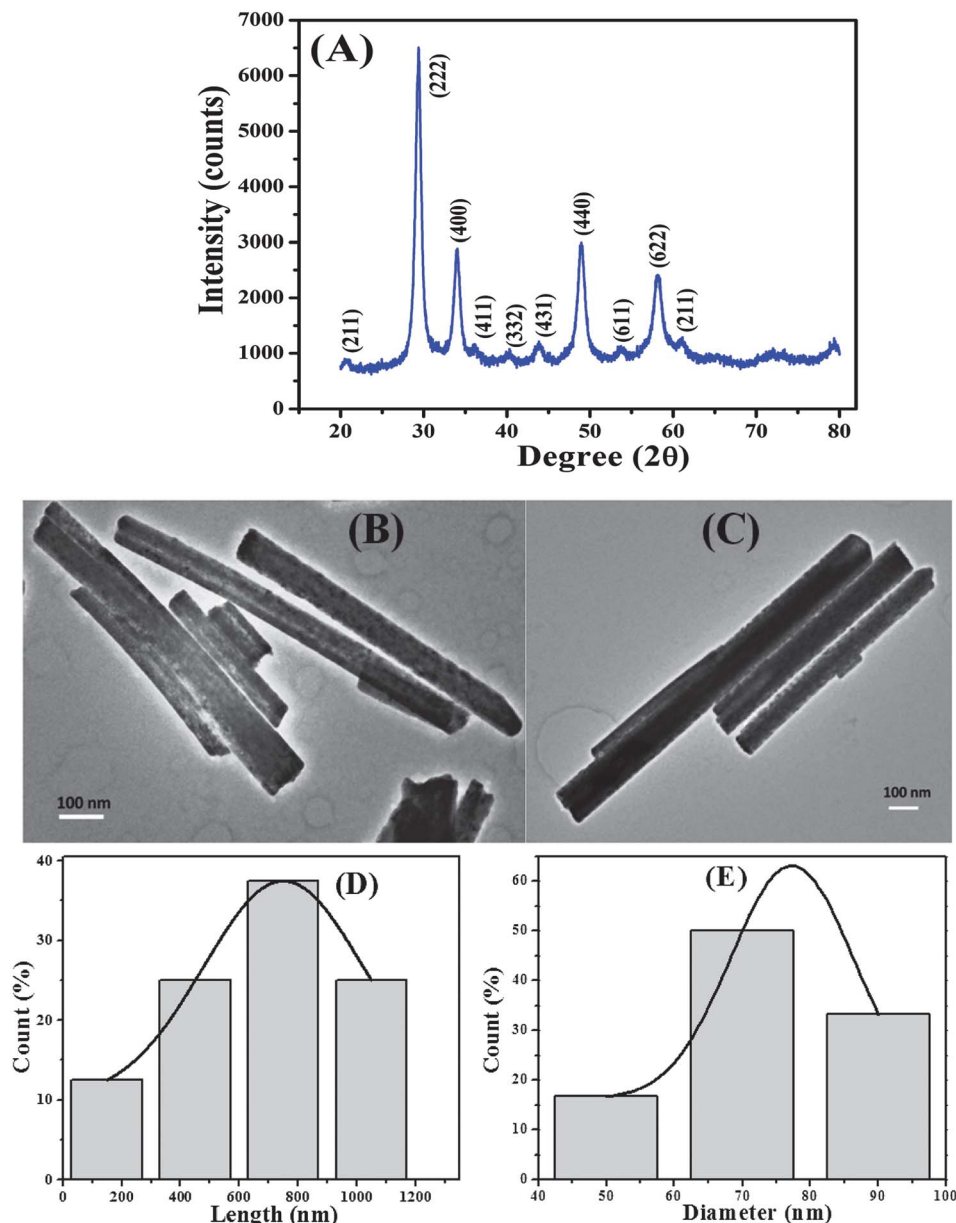 (A)
7000
6000
5000
4000
3000
2000
1000
0
Intensity (counts)
(211)
(222)
(400)
(411)
(332)
(431)
(440)
(611)
(622)
(211)
20 30 40 50 60 70 80
Degree (2θ)
(B)
100 nm
(C)
100 nm
(D)
40
30
20
10
0
Count (%)
0 200 400 600 800 1000 1200
Length (nm)
(E)
60
50
40
30
20
10
0
Count (%)
40 50 60 70 80 90 100
Diameter (nm)